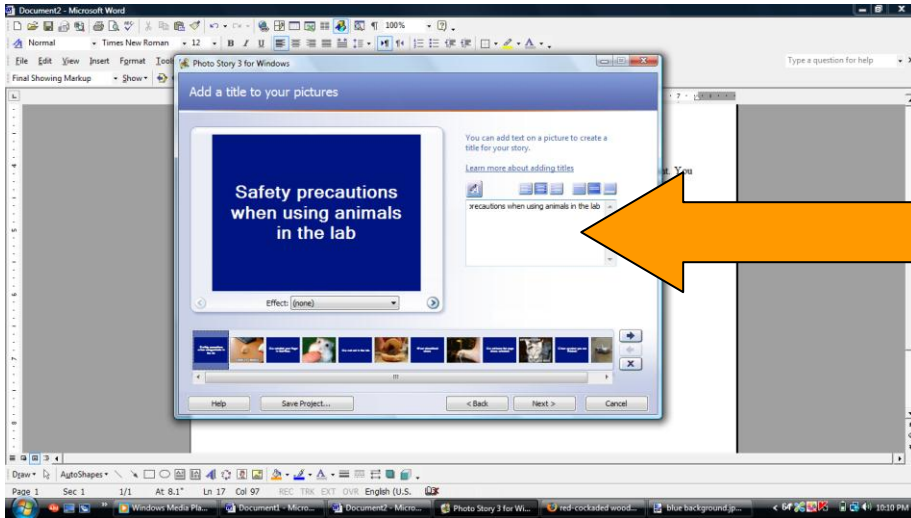 Document2 - Microsoft Word
100%
Normal
Times New Roman
12
B I U
File Edit View Insert Format
Type a question for help
Final Showing Markup
Show
Photo Story 3 for Windows
Add a title to your pictures
7
You can add text on a picture to create a
title for your story.
Learn more about adding titles
nt. You
Safety precautions
when using animals
in the lab
precautions when using animals in the lab
Effect: (none)
Help
Save Project...
< Back
Next >
Cancel
Draw
AutoShapes
Page 1 Sec 1 1/1 At 8.1" Ln 17 Col 97 REC TRK EXT OVR English (U.S.
Windows Media Pla...
Document1 - Micro...
Document2 - Micro...
Photo Story 3 for Wi...
red-cockaded wood...
blue background.jp...
64°
10:10 PM